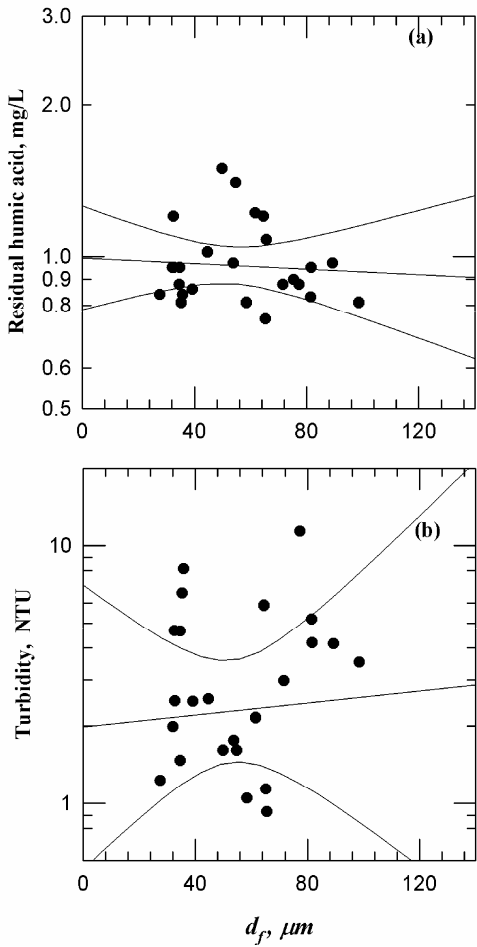 3.0
(a)
2.0
Residual humic acid, mg/L
1.0
0.9
0.8
0.6
0.5
0 40 80 120
(b)
10
Turbidity, NTU
1
0 40 80 120
d_f, μm